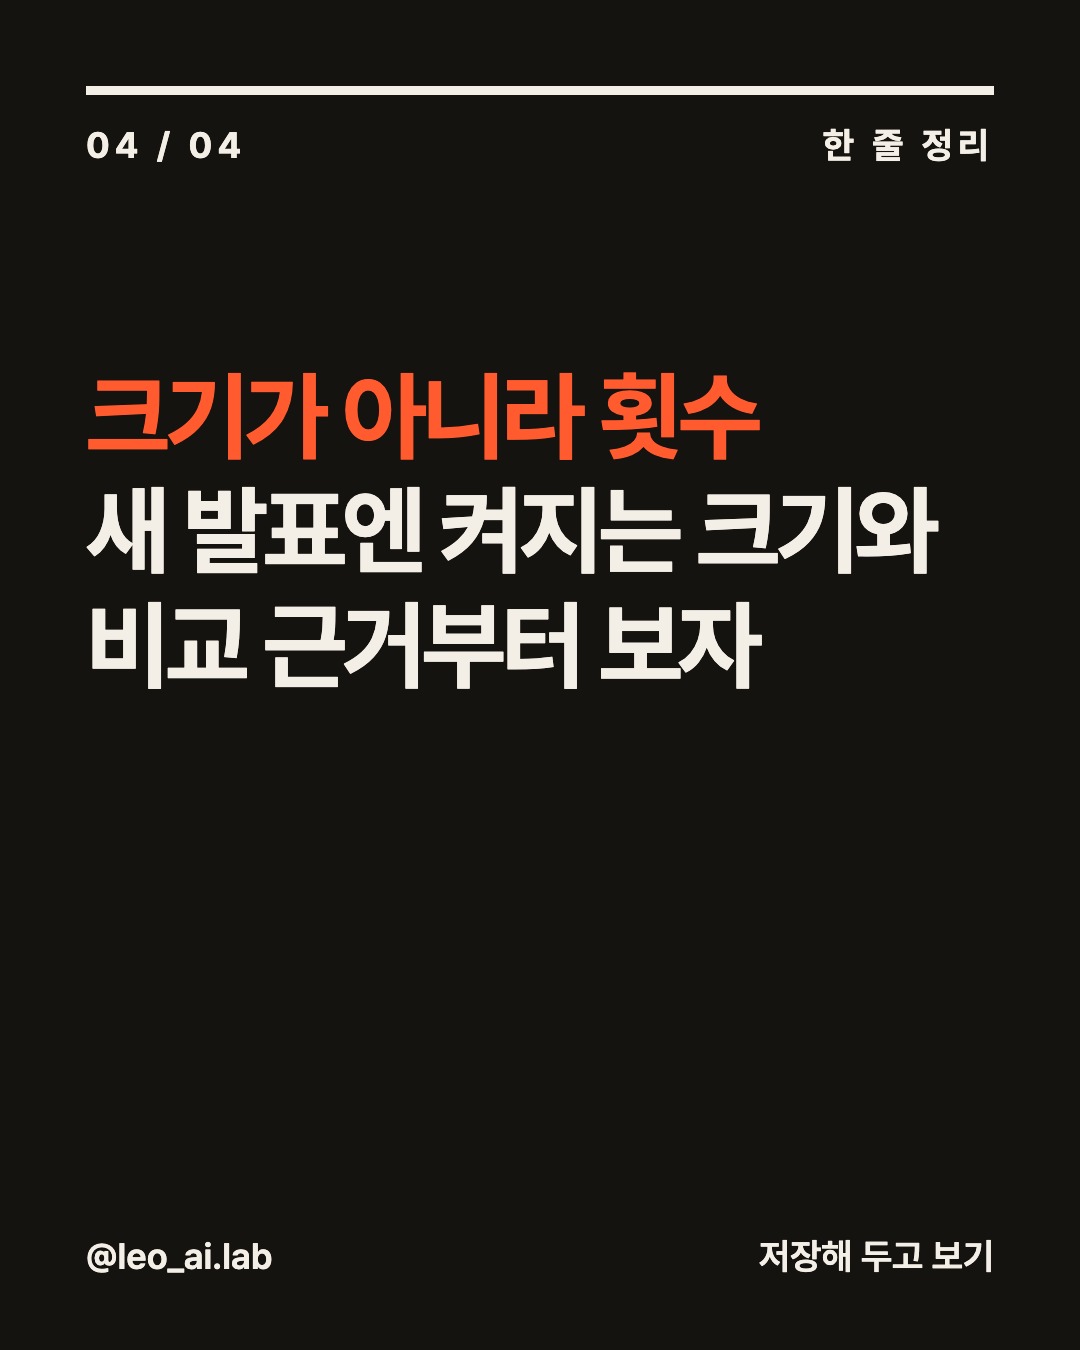 04 / 04
한 줄 정리
크기가 아니라 횟수
새 발표엔 켜지는 크기와
비교 근거부터 보자
@leo_ai.lab
저장해 두고 보기